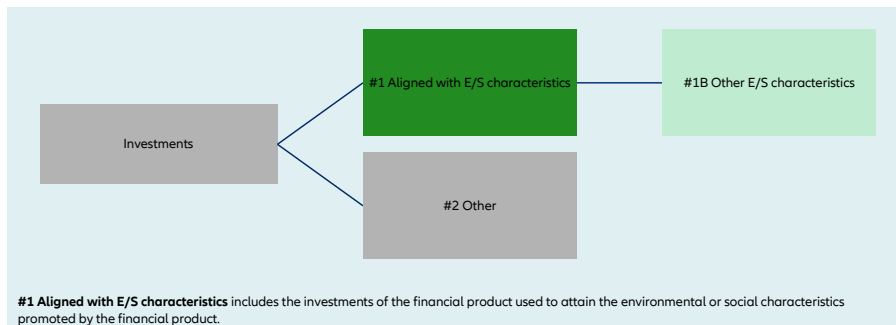 #1 Aligned with E/S characteristics
#1B Other E/S characteristics
Investments
#2 Other
#1 Aligned with E/S characteristics includes the investments of the financial product used to attain the environmental or social characteristics
promoted by the financial product.